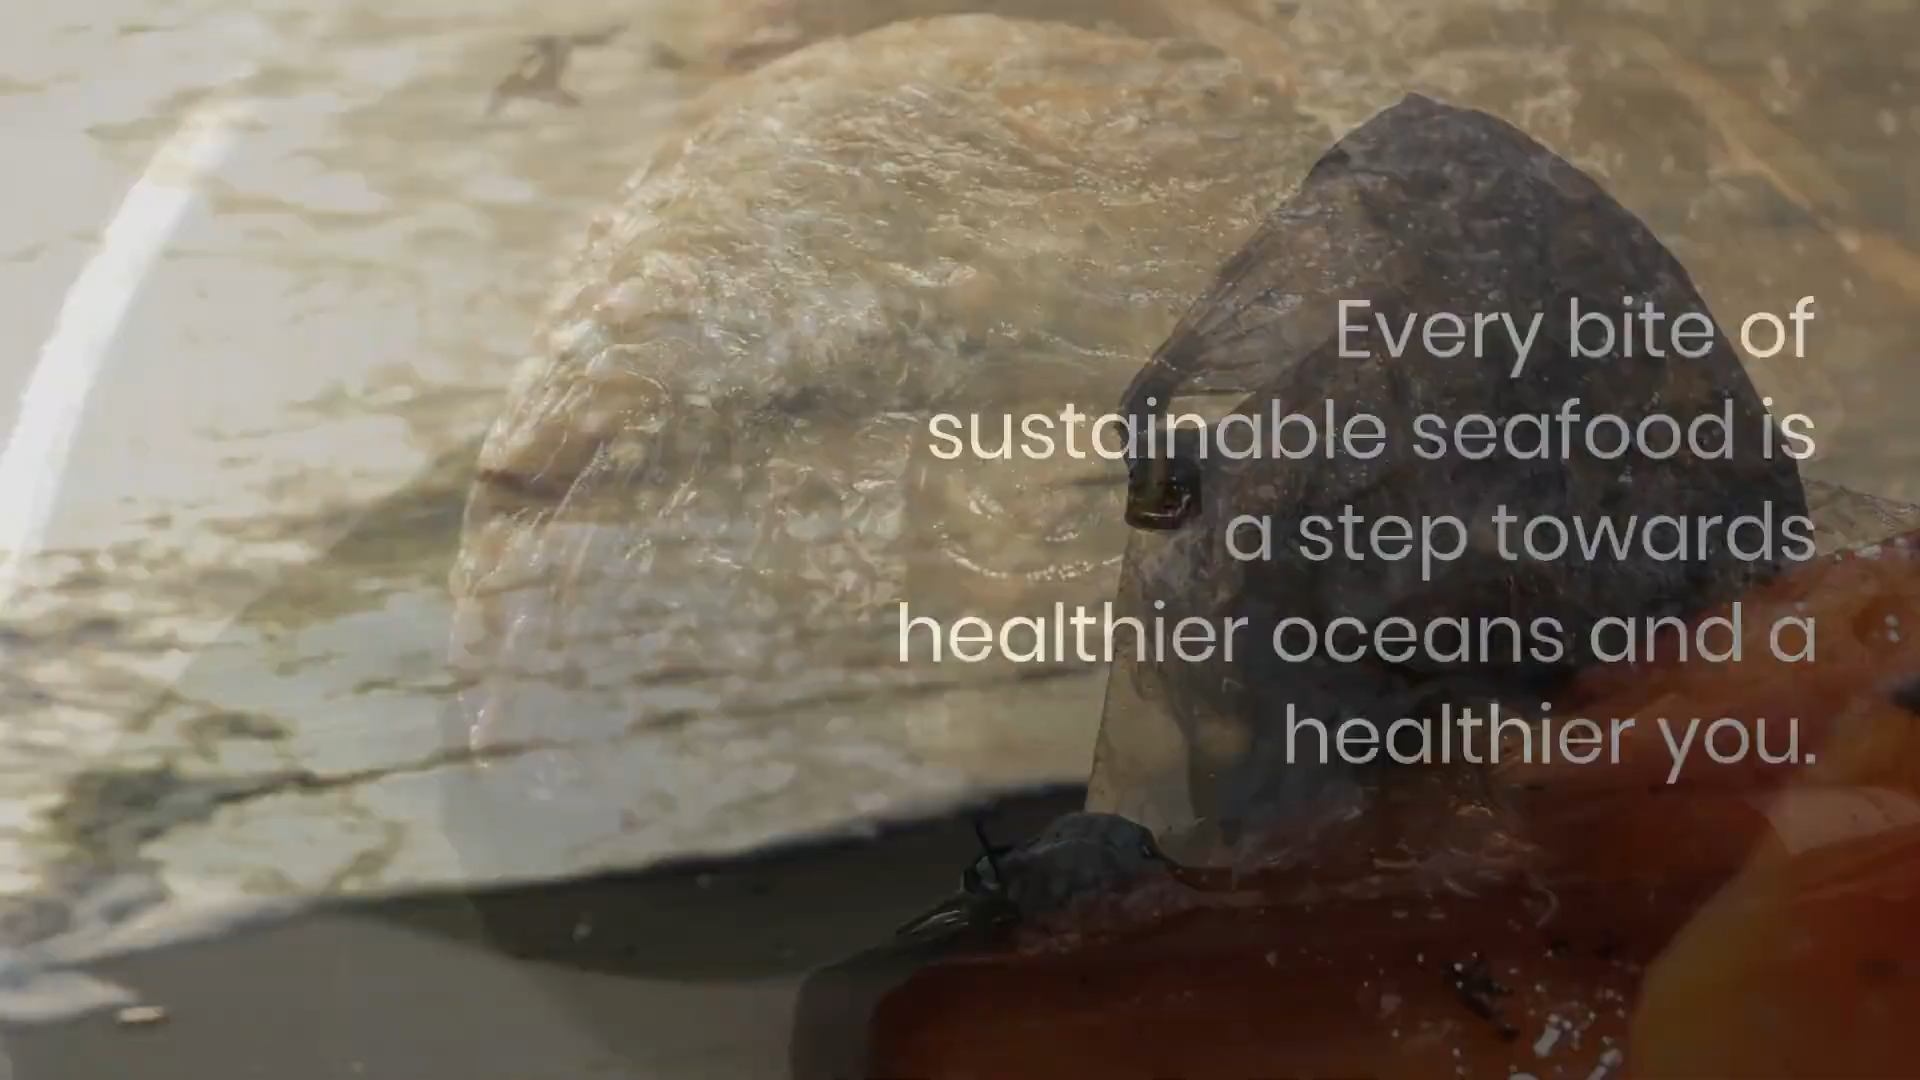 Every bite of
sustainable seafood is
a step towards
healthier oceans and a
healthier you.